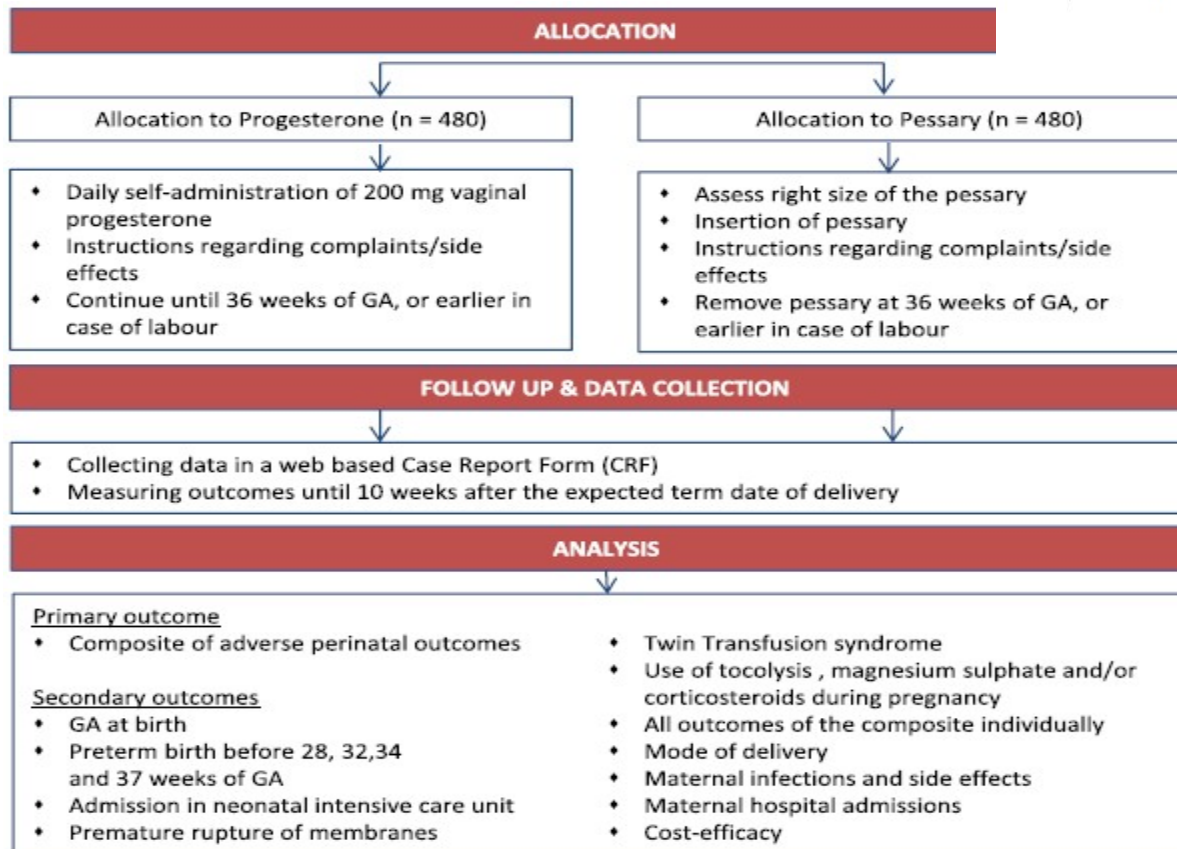 ALLOCATION
Allocation to Progesterone (n = 480)
Allocation to Pessary (n = 480)
• Daily self-administration of 200 mg vaginal
progesterone
• Instructions regarding complaints/side
effects
• Continue until 36 weeks of GA, or earlier in
case of labour
• Assess right size of the pessary
• Insertion of pessary
• Instructions regarding complaints/side
effects
• Remove pessary at 36 weeks of GA, or
earlier in case of labour
FOLLOW UP & DATA COLLECTION
• Collecting data in a web based Case Report Form (CRF)
• Measuring outcomes until 10 weeks after the expected term date of delivery
ANALYSIS
Primary outcome
• Composite of adverse perinatal outcomes
Secondary outcomes
• GA at birth
• Preterm birth before 28, 32,34
and 37 weeks of GA
• Admission in neonatal intensive care unit
• Premature rupture of membranes
• Twin Transfusion syndrome
• Use of tocolysis , magnesium sulphate and/or
corticosteroids during pregnancy
• All outcomes of the composite individually
• Mode of delivery
• Maternal infections and side effects
• Maternal hospital admissions
• Cost-efficacy